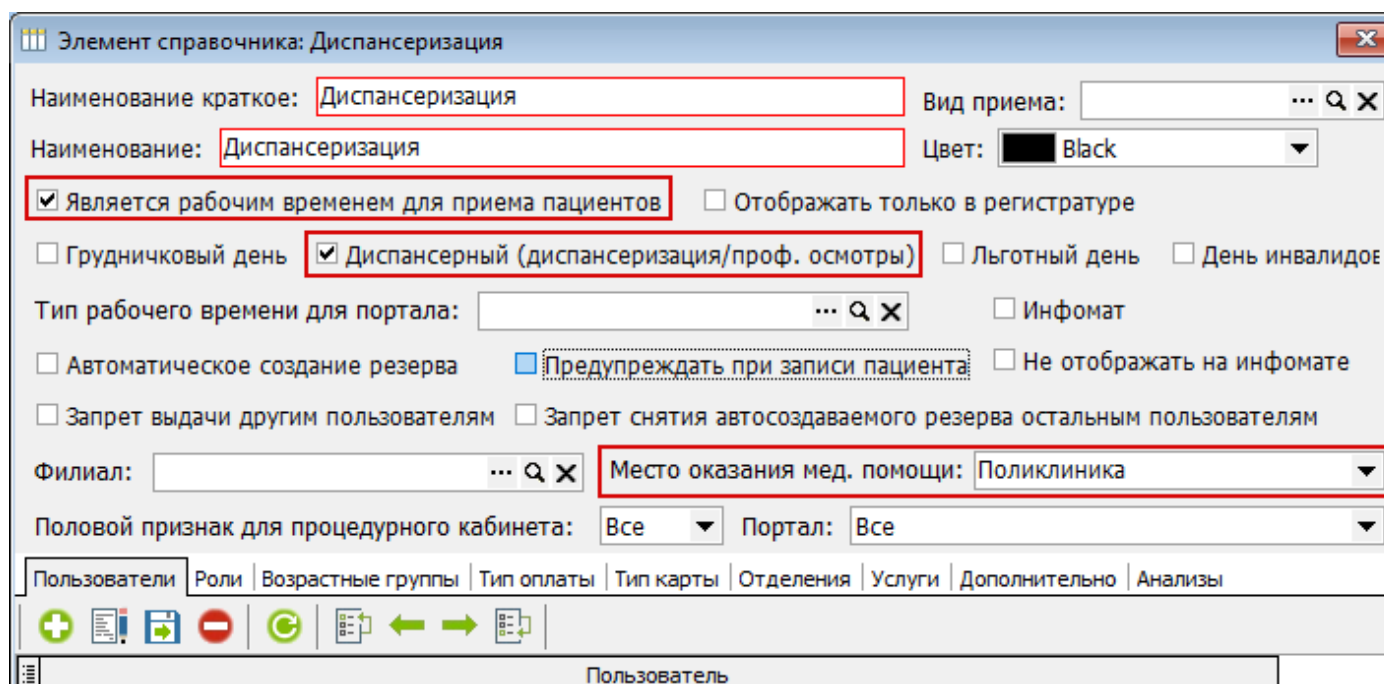 Элемент справочника: Диспансеризация
Наименование краткое: Диспансеризация Вид приема:
Наименование: Диспансеризация Цвет: Black
Является рабочим временем для приема пациентов Отображать только в регистратуре
Грудничковый день Диспансерный (диспансеризация/проф. осмотры) Льготный день День инвалидов
Тип рабочего времени для портала: Инфомат
Автоматическое создание резерва Предупреждать при записи пациента Не отображать на инфомате
Запрет выдачи другим пользователям Запрет снятия автосоздаваемого резерва остальным пользователям
Филиал: Место оказания мед. помощи: Поликлиника
Половой признак для процедурного кабинета: Все Портал: Все
Пользователи Роли Возрастные группы Тип оплаты Тип карты Отделения Услуги Дополнительно Анализы
Пользователь